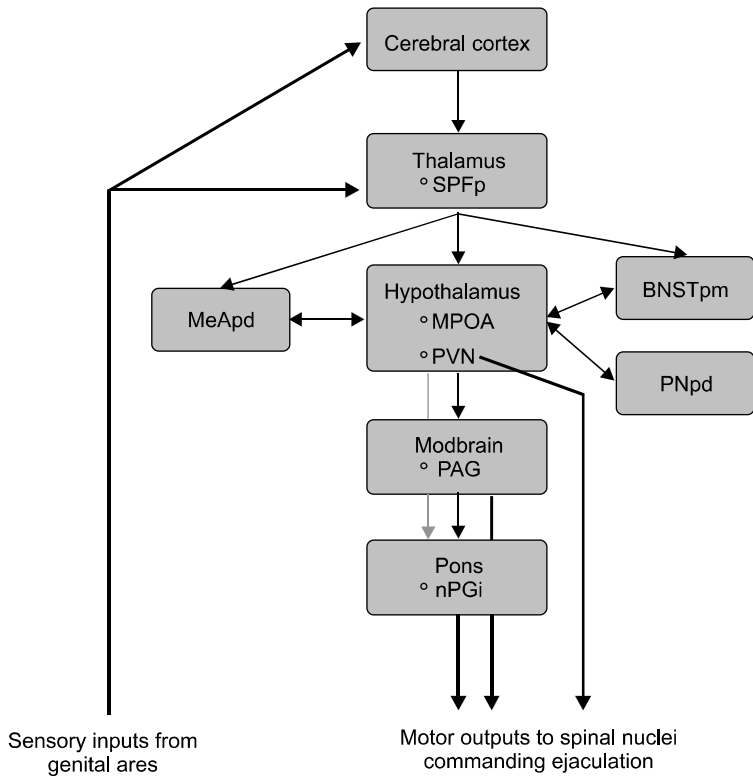 Cerebral cortex
Thalamus
° SPFp
Hypothalamus
° MPOA
° PVN
MeApd
BNSTpm
PNpd
Modbrain
° PAG
Pons
° nPGi
Sensory inputs from
genital ares
Motor outputs to spinal nuclei
commanding ejaculation